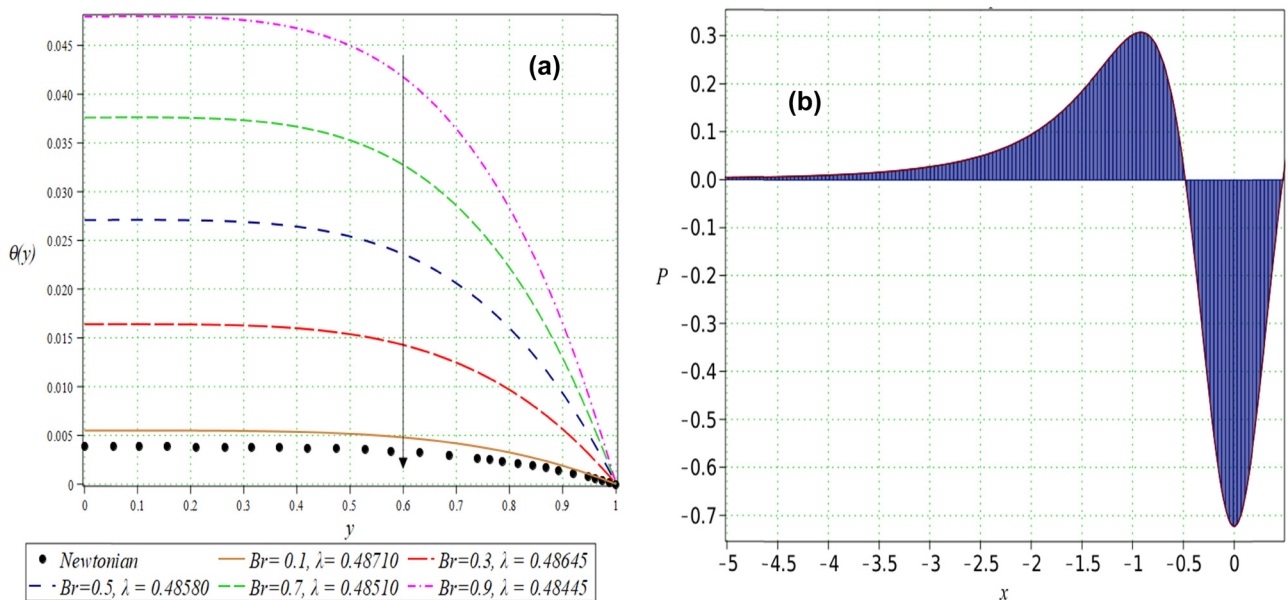 (a)
0.045
0.040
0.035
0.030
0.025
θ(y)
0.020
0.015
0.010
0.005
0
0 0.1 0.2 0.3 0.4 0.5 0.6 0.7 0.8 0.9 1
y
Newtonian Br= 0.1, λ = 0.48710 Br=0.3, λ = 0.48645
Br=0.5, λ = 0.48580 Br=0.7, λ = 0.48510 Br=0.9, λ = 0.48445
(b)
0.3
0.2
0.1
0.0
-0.1
-0.2
P
-0.3
-0.4
-0.5
-0.6
-0.7
-5 -4.5 -4 -3.5 -3 -2.5 -2 -1.5 -1 -0.5 0
x